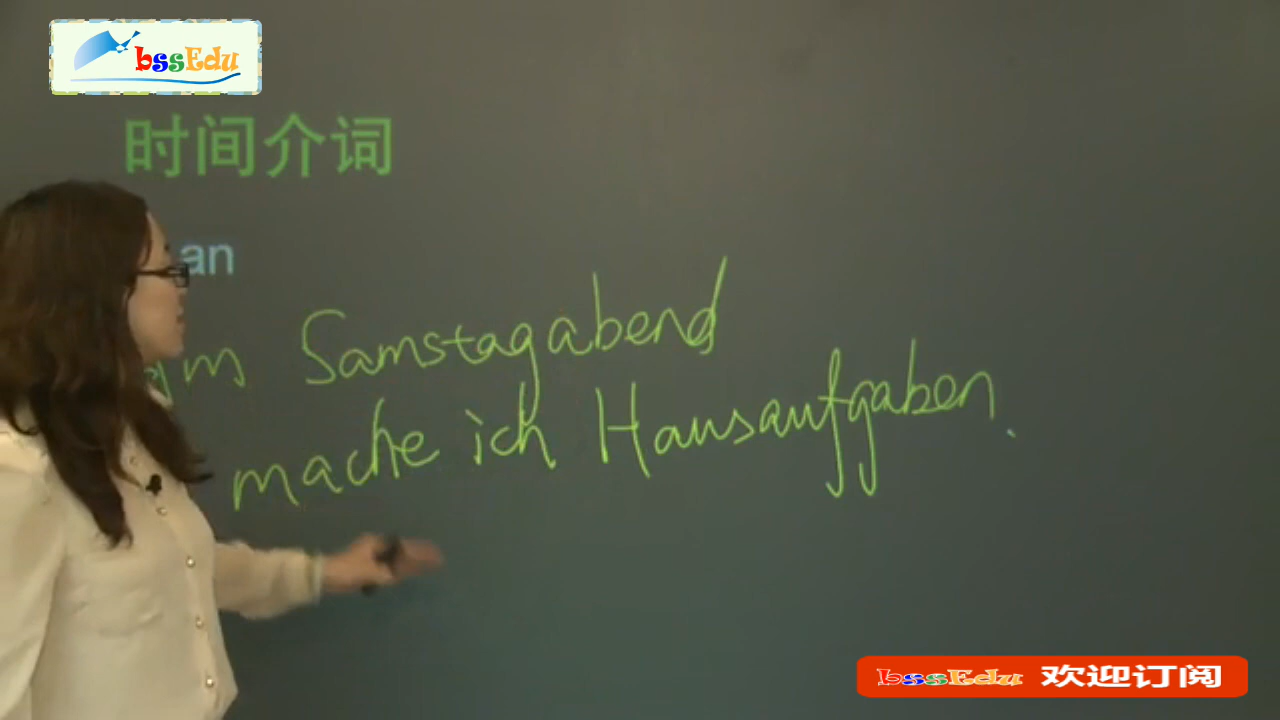 bssEdu
时间介词
an
am Samstagabend
mache ich Hausaufgaben.
bssEdu 欢迎订阅